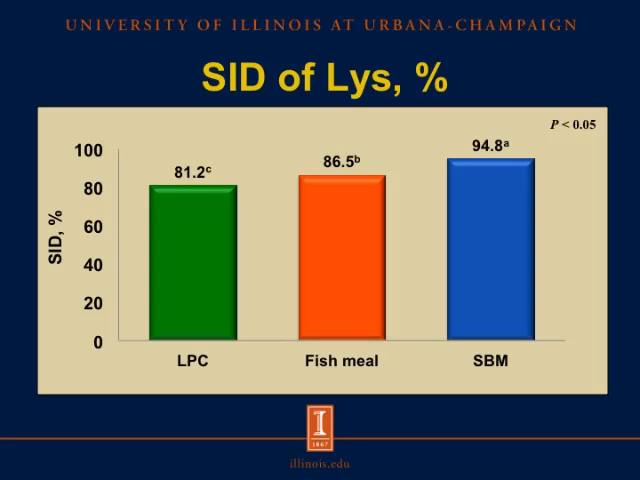 UNIVERSITY OF ILLINOIS AT URBANA-CHAMPAIGN
SID of Lys, %
P < 0.05
94.8ᵃ
86.5ᵇ
81.2ᶜ
100
80
60
40
20
0
SID, %
LPC Fish meal SBM
I
1867
illinois.edu